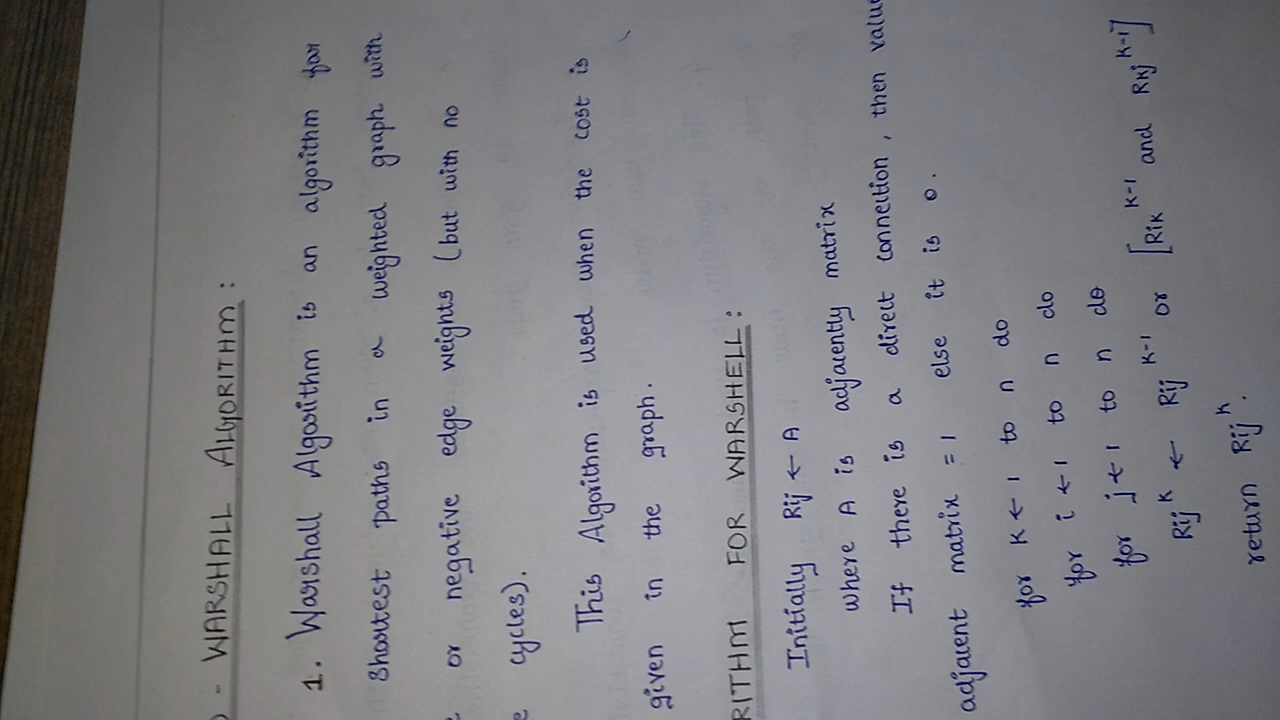 ) - WARSHALL ALGORITHM :
1. Warshall Algorithm is an algorithm for
Shortest paths in a weighted graph with
or negative edge weights (but with no
e cycles).
This Algorithm is used when the cost is
given in the graph.
RITHM FOR WARSHELL :
Initially Rij ← A
where A is adjacently matrix
If there is a direct connection, then value
adjacent matrix = 1 else it is 0.
for K ← 1 to n do
for i ← 1 to n do
for j ← 1 to n do
Rij^K ← Rij^K-1 or [RiK^K-1 and RKj^K-1]
return Rij^K.